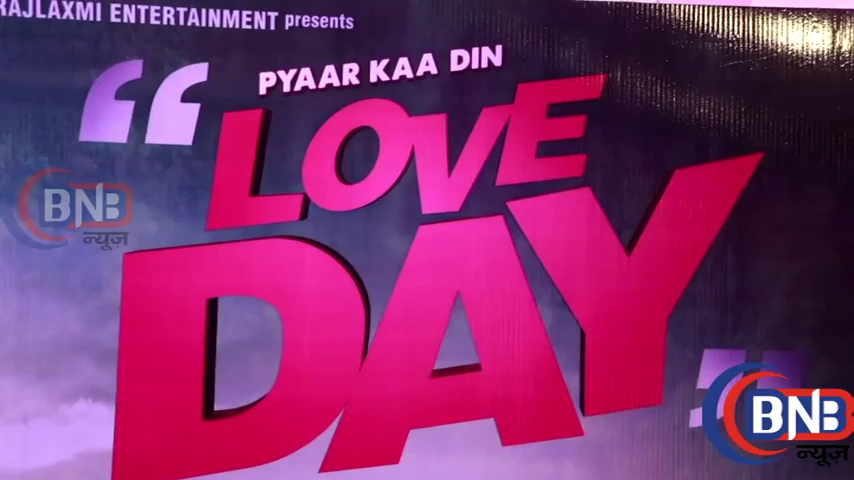 RAJLAXMI ENTERTAINMENT presents
“
PYAAR KAA DIN
LOVE
DAY
”
BNB
न्यूज़
BNB
न्यूज़